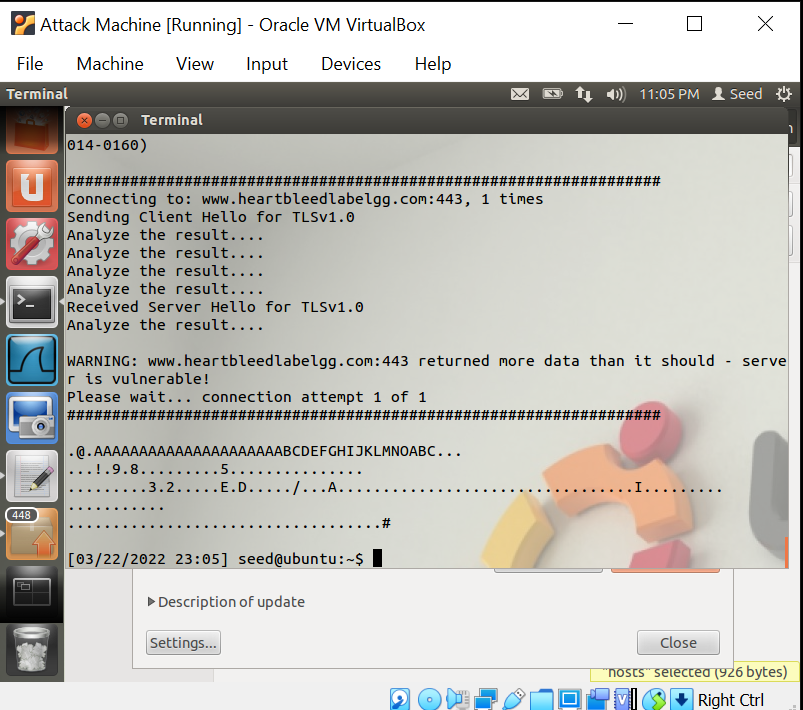 Attack Machine [Running] - Oracle VM VirtualBox
File Machine View Input Devices Help
Terminal 11:05 PM Seed
Terminal
014-0160)
##################################################################
Connecting to: www.heartbleedlabelgg.com:443, 1 times
Sending Client Hello for TLSv1.0
Analyze the result....
Analyze the result....
Analyze the result....
Analyze the result....
Received Server Hello for TLSv1.0
Analyze the result....
WARNING: www.heartbleedlabelgg.com:443 returned more data than it should - serve
r is vulnerable!
Please wait... connection attempt 1 of 1
##################################################################
.@.AAAAAAAAAAAAAAAAAAAAABCDEFGHIJKLMNOABC...
...!.9.8.........5...............
.........3.2.....E.D...../...A.................................I.........
...........
...................................#
[03/22/2022 23:05] seed@ubuntu:~$
448
Description of update
Settings...
Close
"hosts" selected (926 bytes)
Right Ctrl